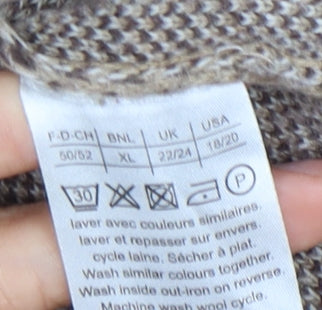 F-D-CH BNL UK USA
50/52 XL 22/24 18/20
30 P
laver avec couleurs similaires.
laver et repasser sur envers.
cycle laine. Sécher à plat.
Wash similar colours together.
Wash inside out-iron on reverse.
Machine wash wool cycle.